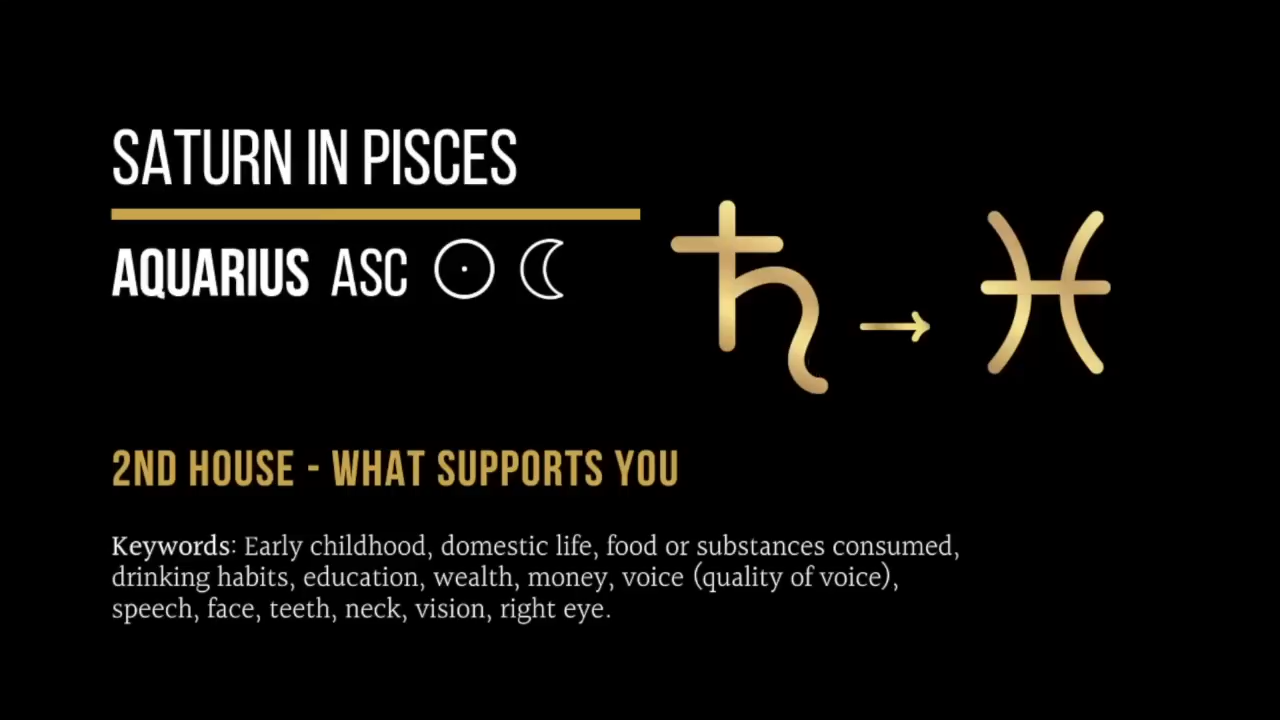 SATURN IN PISCES
AQUARIUS ASC
2ND HOUSE - WHAT SUPPORTS YOU
Keywords: Early childhood, domestic life, food or substances consumed,
drinking habits, education, wealth, money, voice (quality of voice),
speech, face, teeth, neck, vision, right eye.